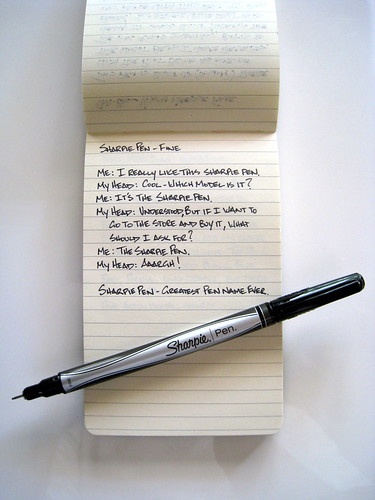 SHARPIE PEN - FINE
ME: I REALLY LIKE THIS SHARPIE PEN.
MY HEAD: COOL - WHICH MODEL IS IT?
ME: IT'S THE SHARPIE PEN.
MY HEAD: UNDERSTOOD, BUT IF I WANT TO
GO TO THE STORE AND BUY IT, WHAT
SHOULD I ASK FOR?
ME: THE SHARPIE PEN.
MY HEAD: AAARGH!
SHARPIE PEN - GREATEST PEN NAME EVER.
Sharpie. Pen.